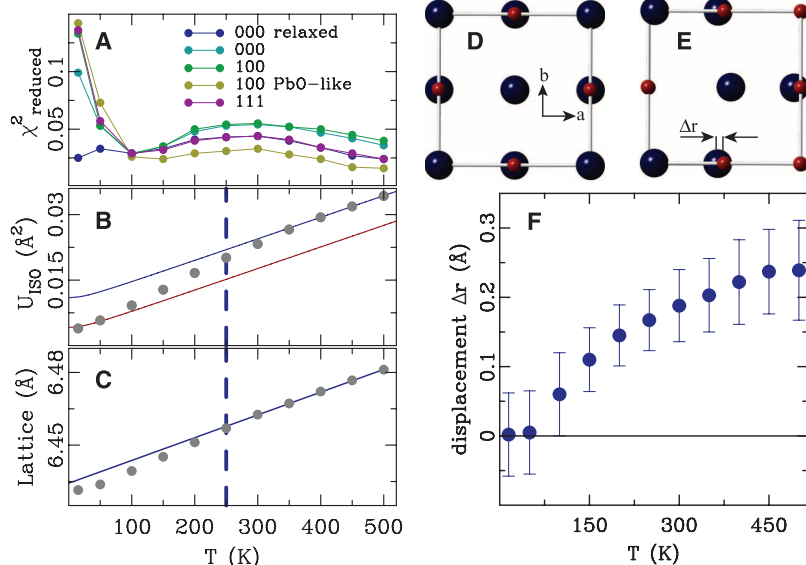 A
χ²reduced
0.1
0.05
000 relaxed
000
100
100 PbO-like
111
B
U_ISO (Å²)
0.03
0.015
C
Lattice (Å)
6.48
6.45
100 200 300 400 500
T (K)
D
b
a
E
Δr
F
displacement Δr (Å)
0.3
0.2
0.1
0
150 300 450
T (K)